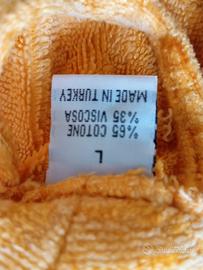 L
%65 COTONE
%35 VISCOSA
MADE IN TURKEY